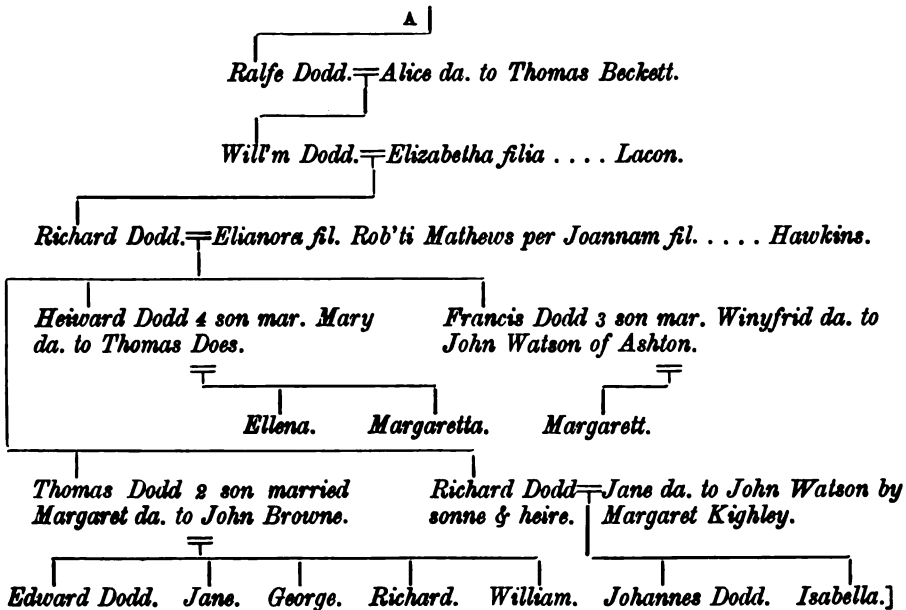 A
Ralfe Dodd.=Alice da. to Thomas Beckett.
Will'm Dodd.=Elizabetha filia .... Lacon.
Richard Dodd.=Elianora fil. Rob'ti Mathews per Joannam fil. .... Hawkins.
Heiward Dodd 4 son mar. Mary
da. to Thomas Does.
Francis Dodd 3 son mar. Winyfrid da. to
John Watson of Ashton.
Ellena. Margaretta. Margarett.
Thomas Dodd 2 son married
Margaret da. to John Browne.
Richard Dodd
sonne & heire.
=Jane da. to John Watson by
Margaret Kighley.
Edward Dodd. Jane. George. Richard. William. Johannes Dodd. Isabella.]